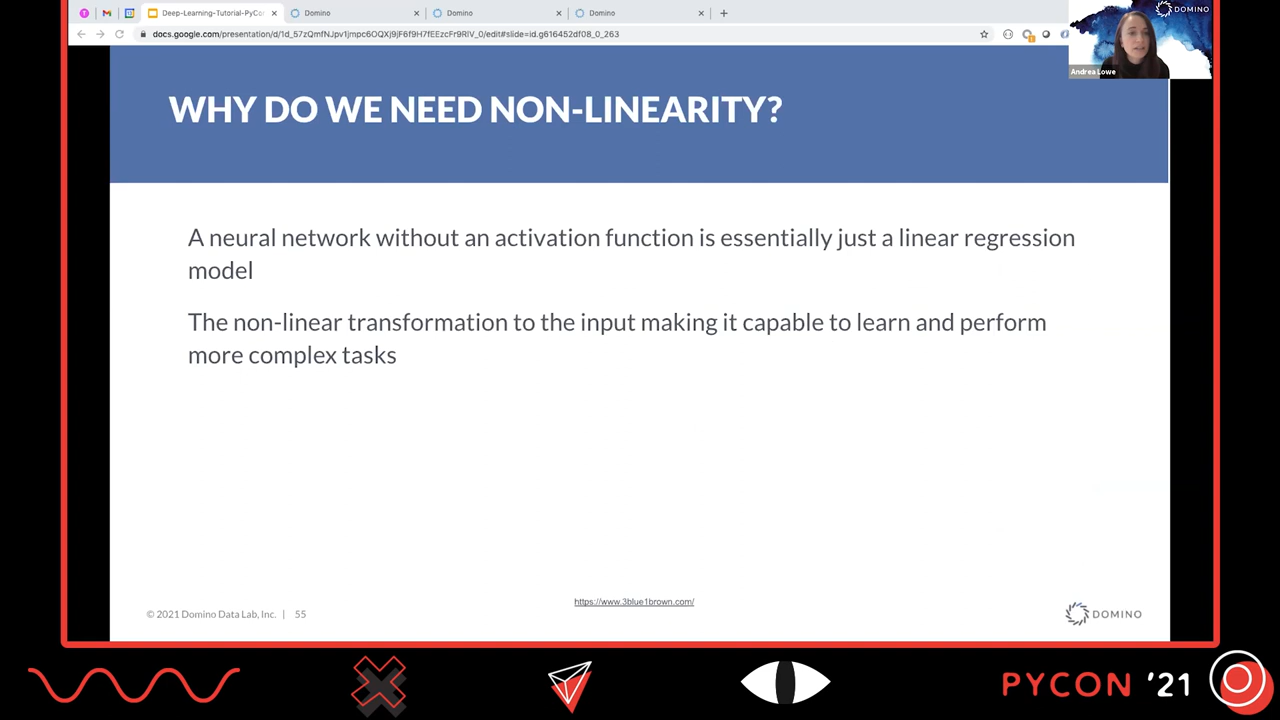 Deep-Learning-Tutorial-PyCo
Domino
Domino
Domino
docs.google.com/presentation/d/1d_57zQmfNJpv1jmpc6OQXj9jF6f9H7fEEzcFr9RlV_0/edit#slide=id.g616452df08_0_263
DOMINO
Andrea Lowe
WHY DO WE NEED NON-LINEARITY?
A neural network without an activation function is essentially just a linear regression
model
The non-linear transformation to the input making it capable to learn and perform
more complex tasks
https://www.3blue1brown.com/
© 2021 Domino Data Lab, Inc. | 55
DOMINO
PYCON '21